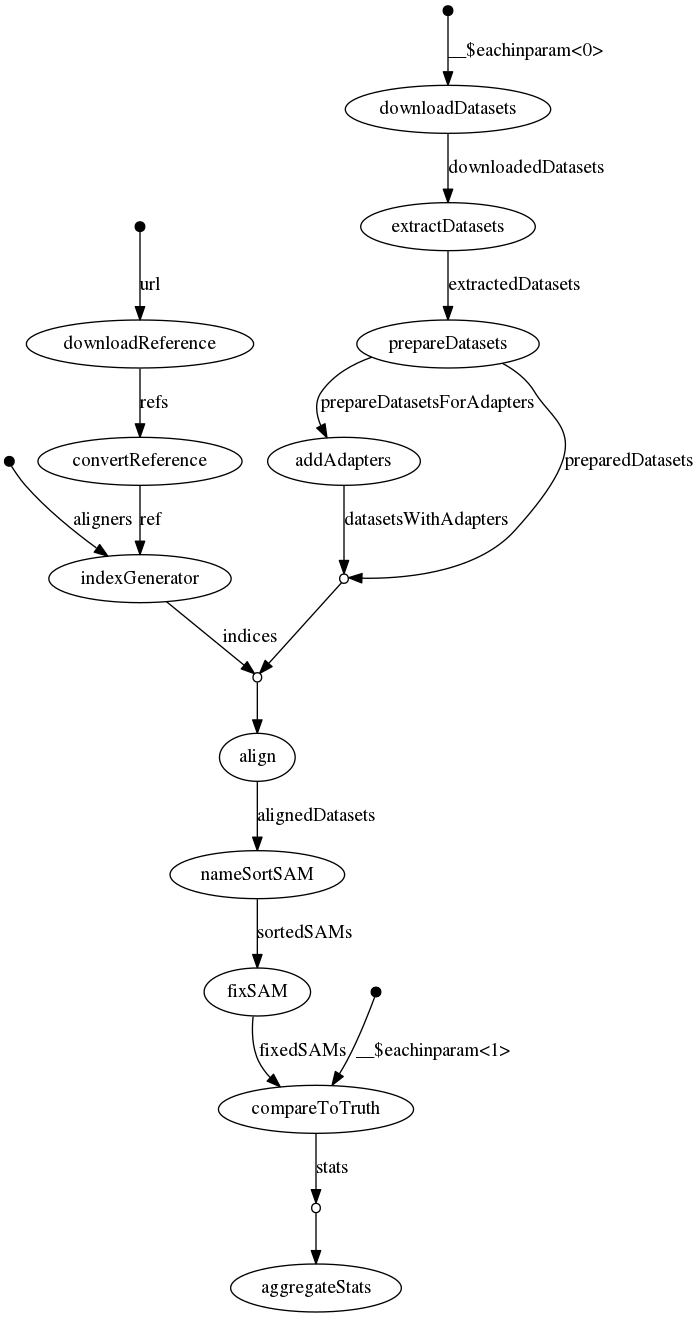 __$eachinparam<0>
downloadDatasets
downloadedDatasets
extractDatasets
url
extractedDatasets
downloadReference
prepareDatasets
refs
prepareDatasetsForAdapters
convertReference
addAdapters
preparedDatasets
aligners
ref
datasetsWithAdapters
indexGenerator
indices
align
alignedDatasets
nameSortSAM
sortedSAMs
fixSAM
fixedSAMs
__$eachinparam<1>
compareToTruth
stats
aggregateStats